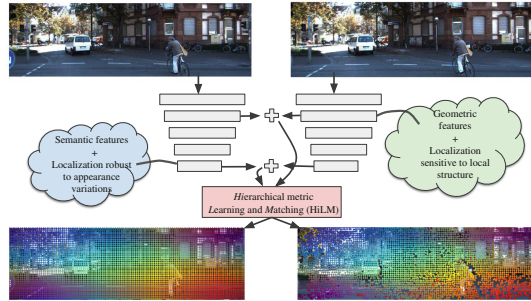 Semantic features
+
Localization robust
to appearance
variations
Geometric
features
+
Localization
sensitive to local
structure
Hierarchical metric
Learning and Matching (HiLM)